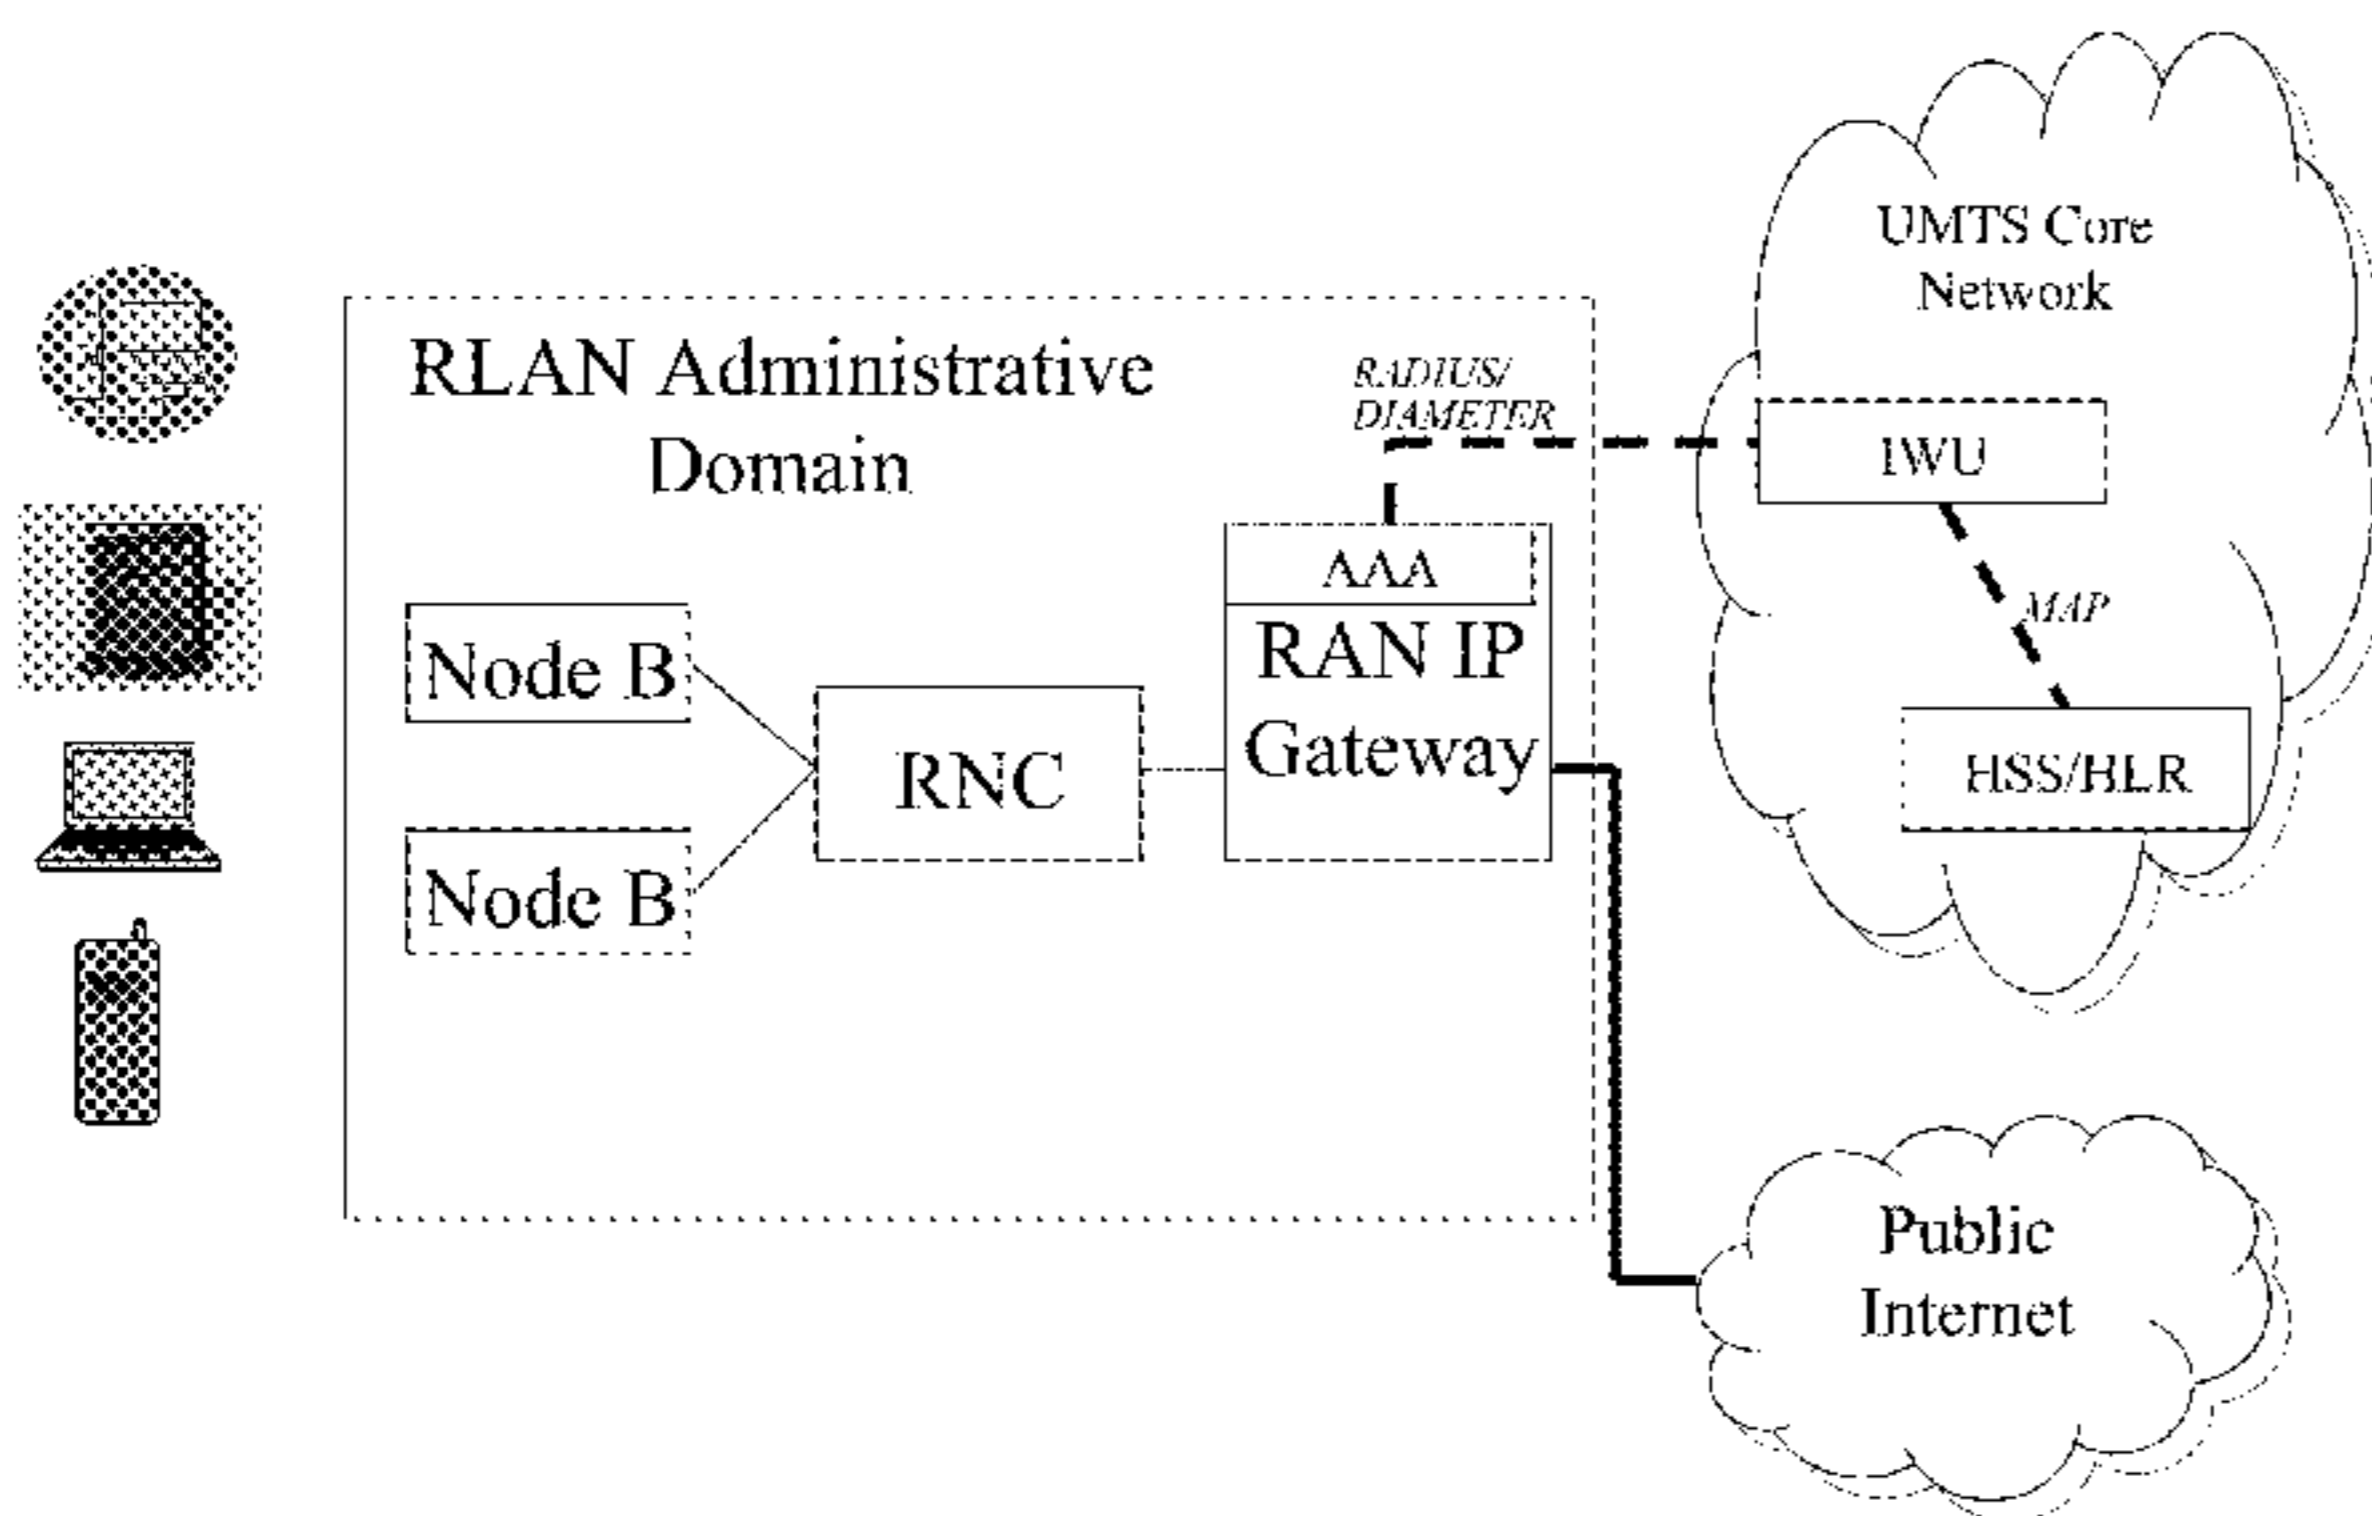 UMTS Core
Network
RLAN Administrative
Domain
RADIUS/
DIAMETER
IWU
AAA
MAP
Node B
RAN IP
Gateway
RNC
HSS/HLR
Node B
Public
Internet